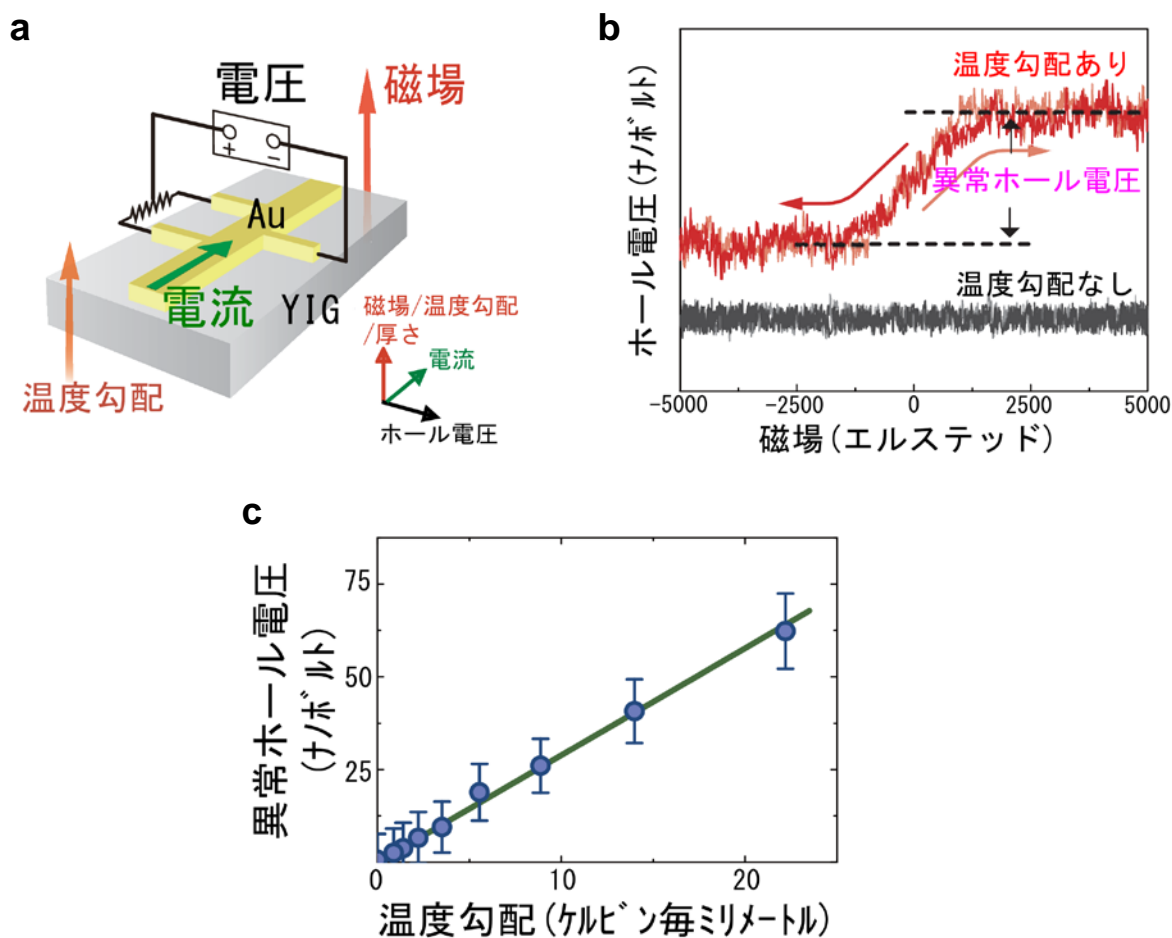 a
電圧
磁場
+
−
Au
電流
YIG
温度勾配
磁場/温度勾配
/厚さ
電流
ホール電圧
b
ホール電圧(ナノボルト)
温度勾配あり
異常ホール電圧
温度勾配なし
-5000
-2500
0
2500
5000
磁場(エルステッド)
c
異常ホール電圧
(ナノボルト)
75
50
25
0
10
20
温度勾配(ケルビン毎ミリメートル)